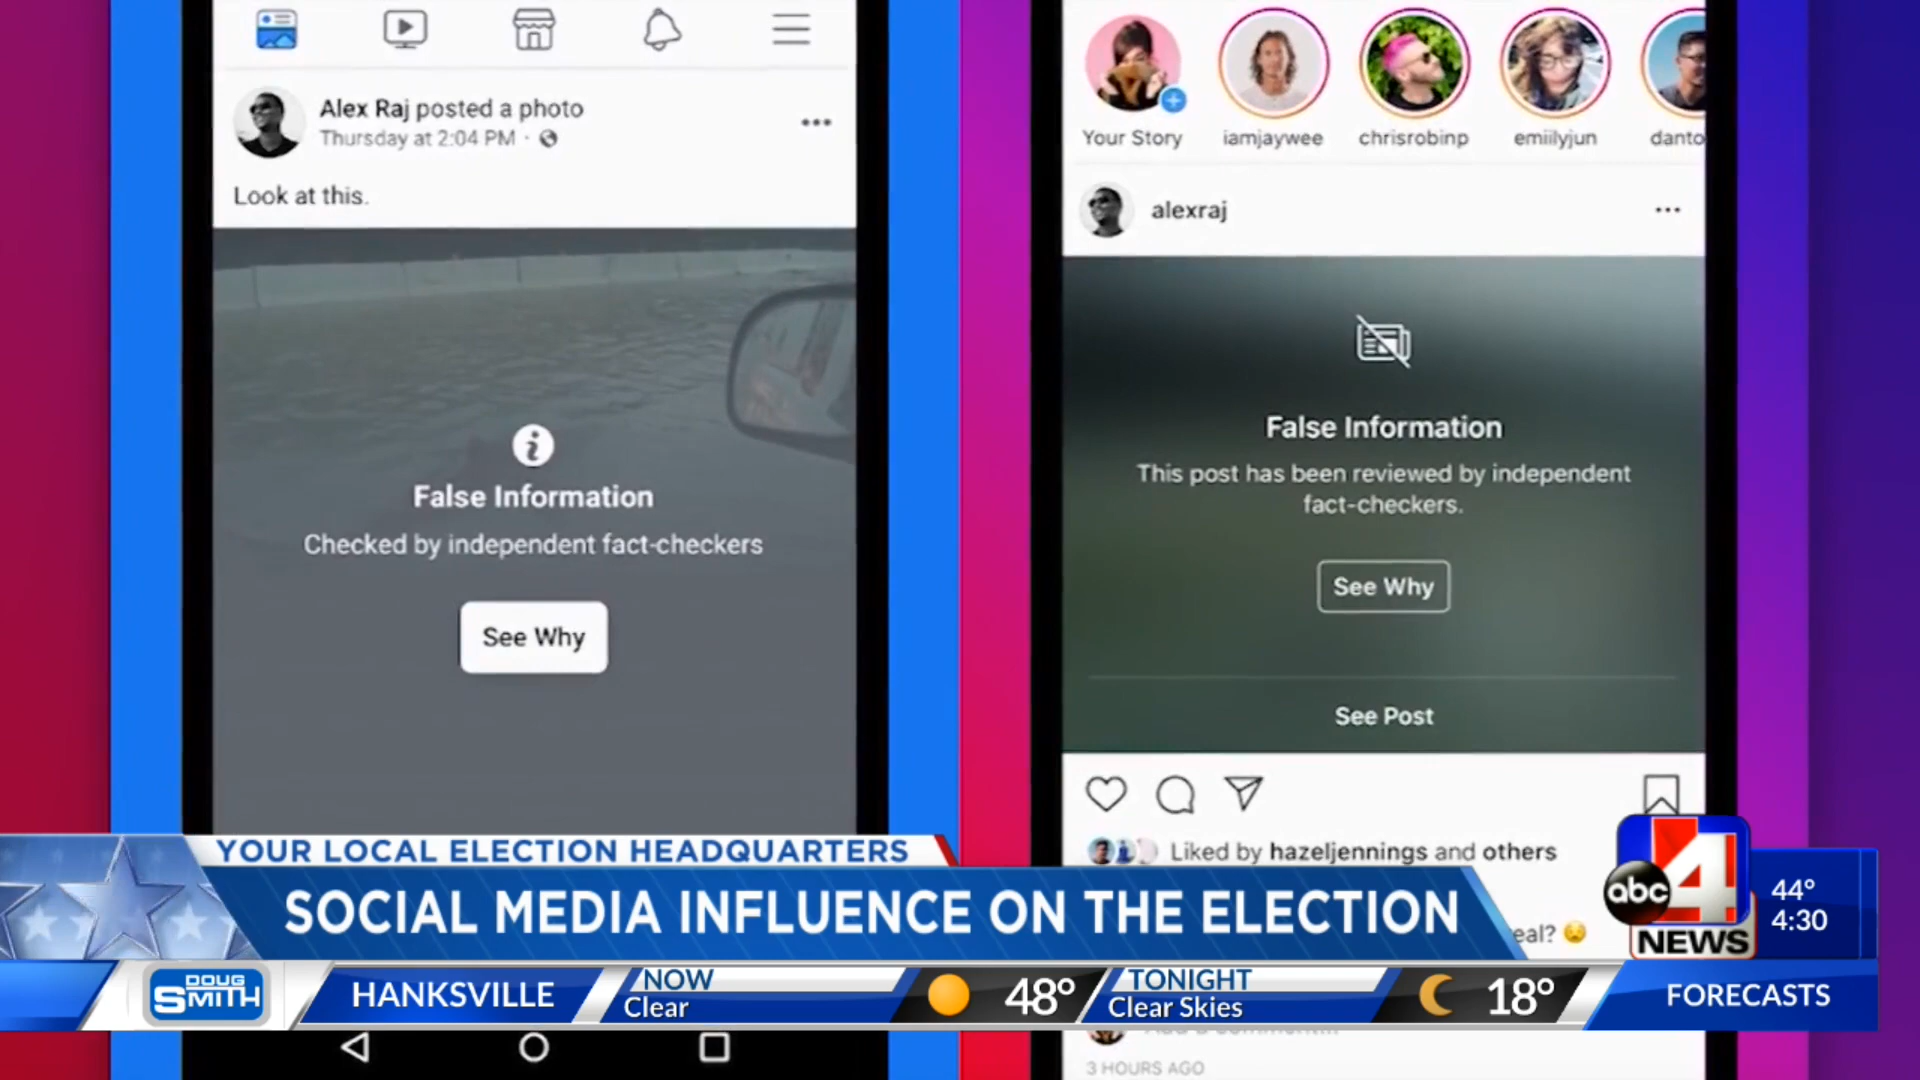 Alex Raj posted a photo
Thursday at 2:04 PM ·
Look at this.
False Information
Checked by independent fact-checkers
See Why
Your Story
iamjaywee
chrisrobinp
emiilyjun
danto
alexraj
False Information
This post has been reviewed by independent
fact-checkers.
See Why
See Post
Liked by hazeljennings and others
eal?
YOUR LOCAL ELECTION HEADQUARTERS
SOCIAL MEDIA INFLUENCE ON THE ELECTION
abc 4
NEWS
44°
4:30
DOUG
SMITH
HANKSVILLE
NOW
Clear
48°
TONIGHT
Clear Skies
18°
FORECASTS
3 HOURS AGO